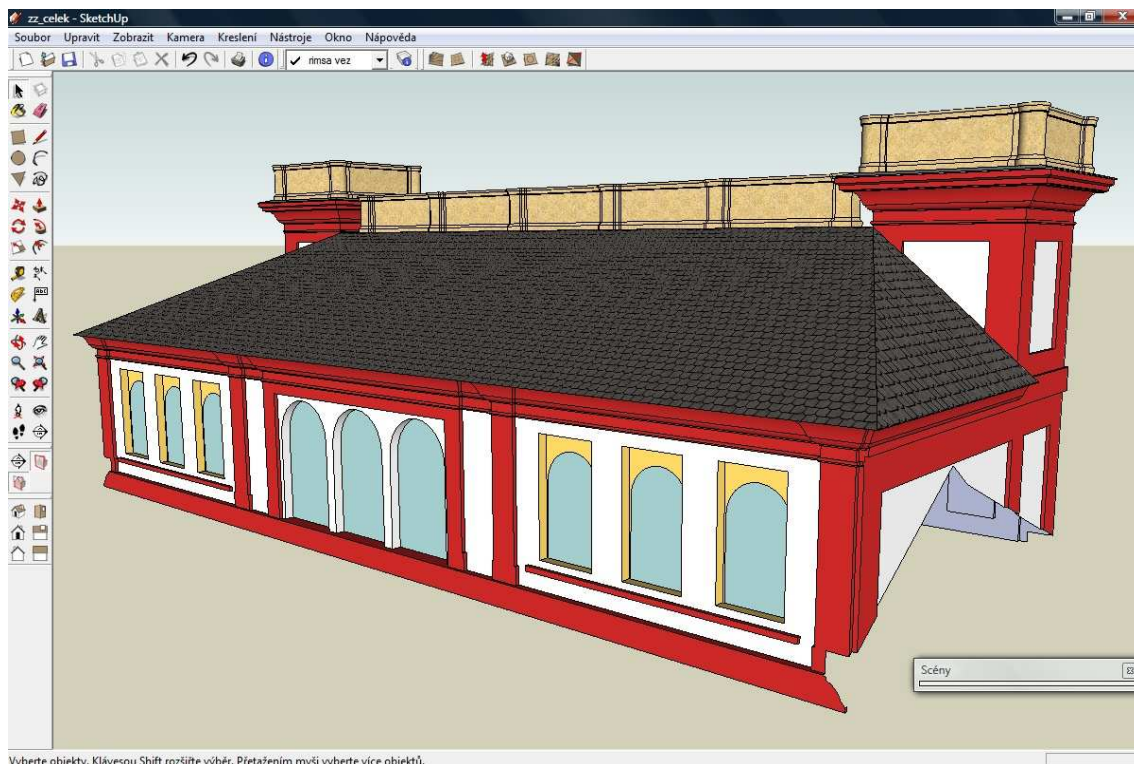 zz_celek - SketchUp
Soubor Upravit Zobrazit Kamera Kreslení Nástroje Okno Nápověda
rimsa vez
Scény
Vyberte objekty. Klávesou Shift rozšiřte výběr. Přetažením myši vyberte více objektů.